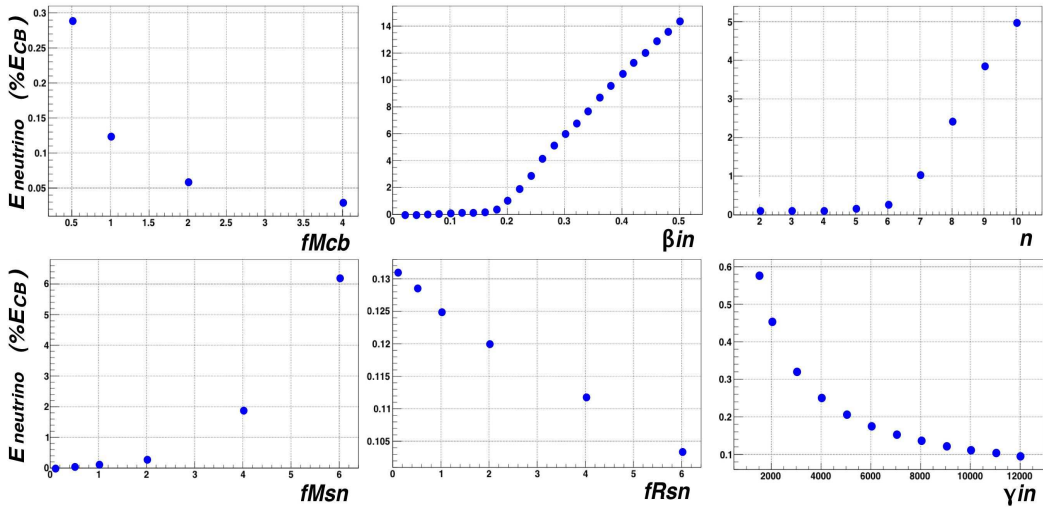 E neutrino (%ECB)
0.3
0.25
0.2
0.15
0.1
0.05
0.5 1 1.5 2 2.5 3 3.5 4
fMcb
14
12
10
8
6
4
2
0
0 0.1 0.2 0.3 0.4 0.5
βin
5
4
3
2
1
0
2 3 4 5 6 7 8 9 10
n
E neutrino (%ECB)
6
5
4
3
2
1
0
0 1 2 3 4 5 6
fMsn
0.13
0.125
0.12
0.115
0.11
0.105
0 1 2 3 4 5 6
fRsn
0.6
0.5
0.4
0.3
0.2
0.1
2000 4000 6000 8000 10000 12000
γin